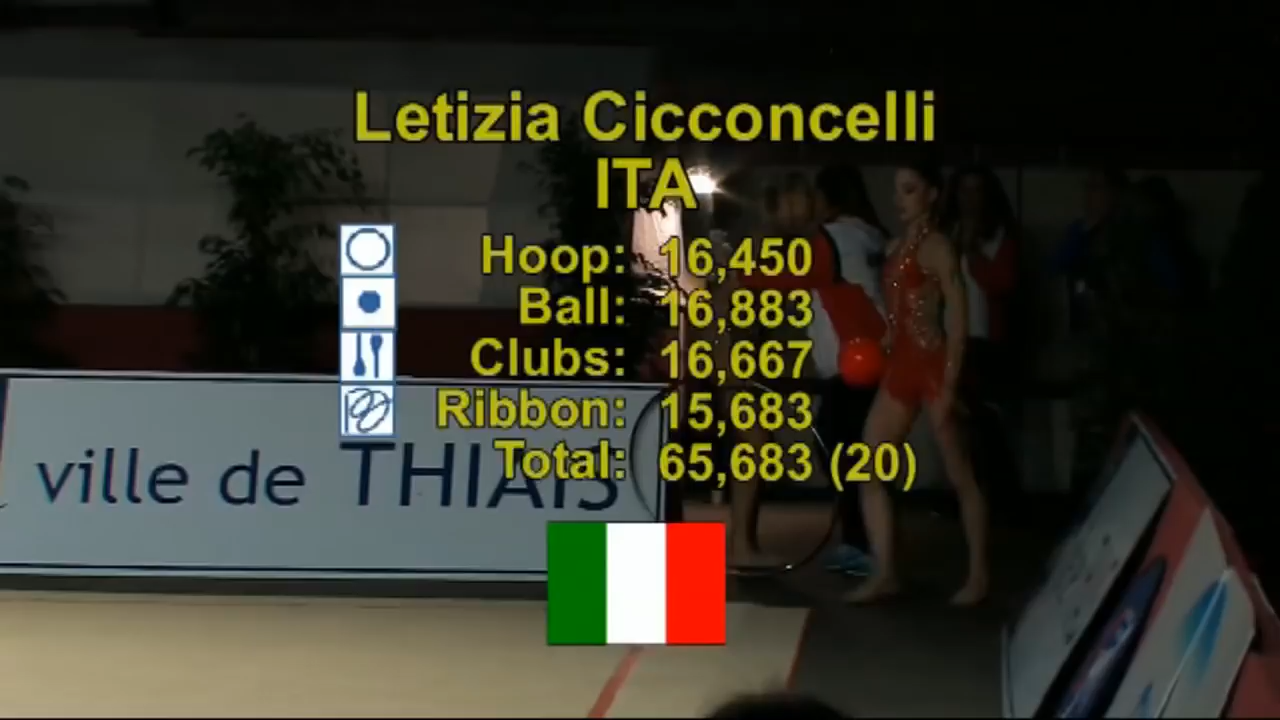 Letizia Cicconcelli
ITA
Hoop: 16,450
Ball: 16,883
Clubs: 16,667
Ribbon: 15,683
Total: 65,683 (20)
ville de THIAIS